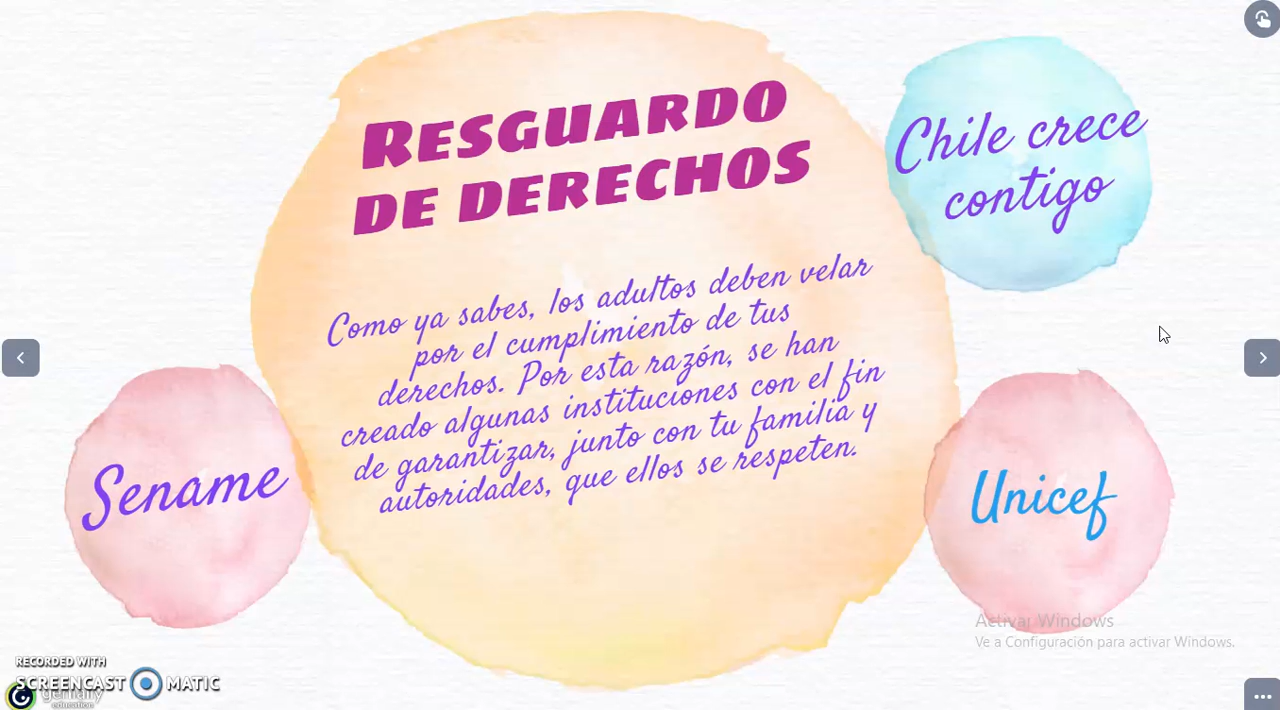 RESGUARDO
DE DERECHOS
Chile crece
contigo
Como ya sabes, los adultos deben velar
por el cumplimiento de tus
derechos. Por esta razón, se han
creado algunas instituciones con el fin
de garantizar, junto con tu familia y
autoridades, que ellos se respeten.
Sename
Unicef
Activar Windows
Ve a Configuración para activar Windows.
RECORDED WITH
SCREENCAST MATIC
genially
education